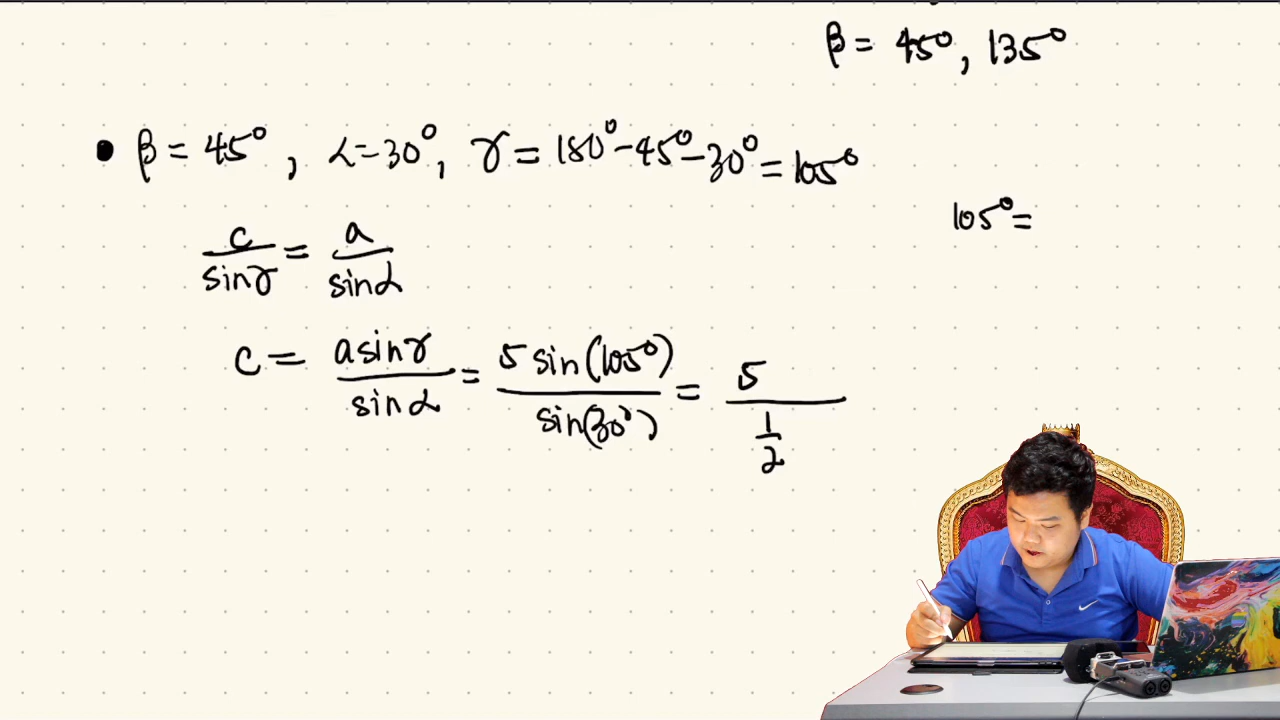 β = 45°, 135°
• β = 45°, α = 30°, γ = 180° - 45° - 30° = 105°
105° =
c/sinγ = a/sinα
c = a sinγ/sinα = 5 sin(105°)/sin(30°) = 5/(1/2)